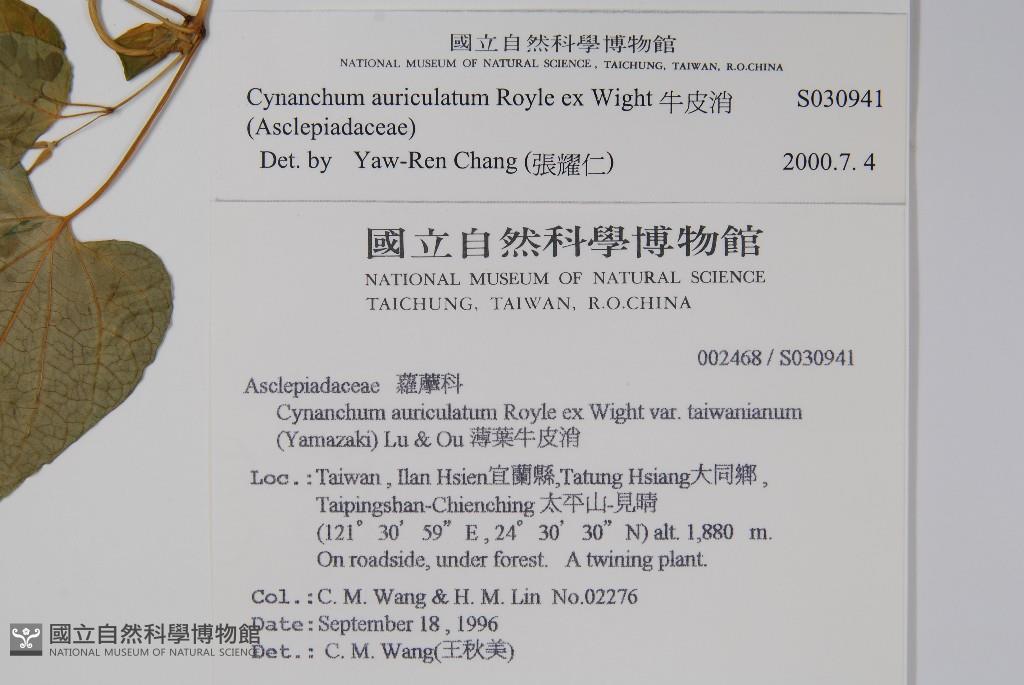 國立自然科學博物館
NATIONAL MUSEUM OF NATURAL SCIENCE, TAICHUNG, TAIWAN, R.O.CHINA
Cynanchum auriculatum Royle ex Wight 牛皮消 S030941
(Asclepiadaceae)
Det. by Yaw-Ren Chang (張耀仁) 2000.7. 4
國立自然科學博物館
NATIONAL MUSEUM OF NATURAL SCIENCE
TAICHUNG, TAIWAN, R.O.CHINA
002468 / S030941
Asclepiadaceae 蘿藦科
Cynanchum auriculatum Royle ex Wight var. taiwanianum
(Yamazaki) Lu & Ou 薄葉牛皮消
Loc.:Taiwan , Ilan Hsien宜蘭縣,Tatung Hsiang大同鄉 ,
Taipingshan-Chienching 太平山-見晴
(121° 30′ 59” E , 24° 30′ 30” N) alt. 1,880 m.
On roadside, under forest. A twining plant.
Col.:C. M. Wang & H. M. Lin No.02276
Date:September 18 , 1996
Det.: C. M. Wang(王秋美)
國立自然科學博物館
NATIONAL MUSEUM OF NATURAL SCIENCE